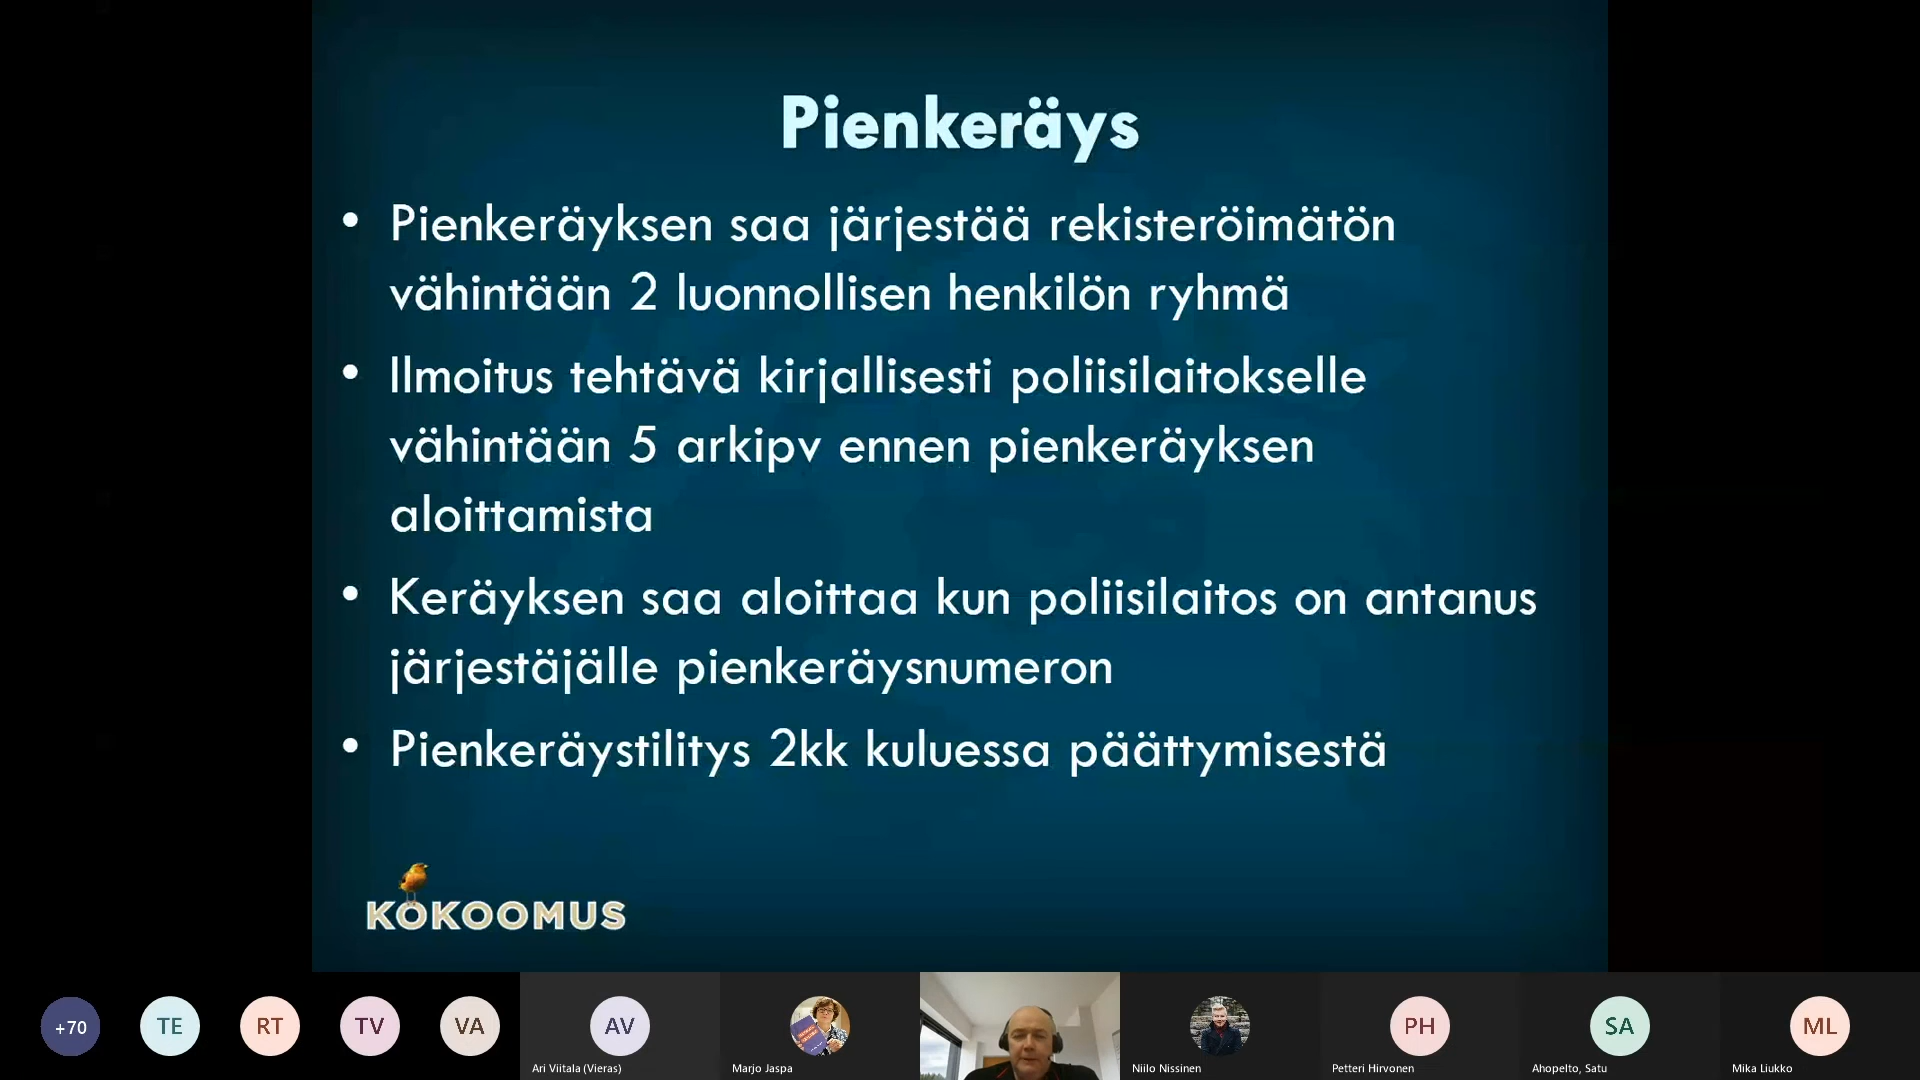 Pienkeräys
• Pienkeräyksen saa järjestää rekisteröimätön
vähintään 2 luonnollisen henkilön ryhmä
• Ilmoitus tehtävä kirjallisesti poliisilaitokselle
vähintään 5 arkipv ennen pienkeräyksen
aloittamista
• Keräyksen saa aloittaa kun poliisilaitos on antanus
järjestäjälle pienkeräysnumeron
• Pienkeräystilitys 2kk kuluessa päättymisestä
KOKOOMUS
+70
TE
RT
TV
VA
AV
PH
SA
ML
Ari Viitala (Vieras)
Marjo Jaspa
Niilo Nissinen
Petteri Hirvonen
Ahopelto, Satu
Mika Liukko